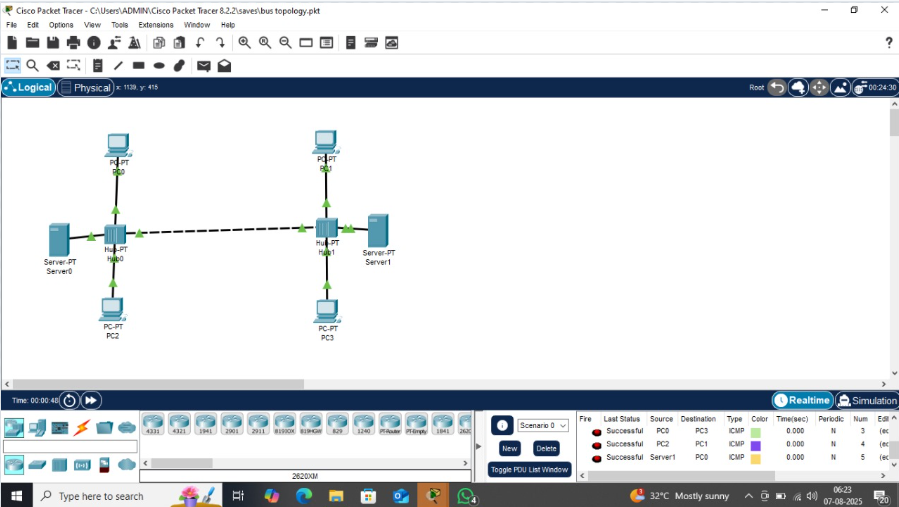 Cisco Packet Tracer - C:\Users\ADMIN\Cisco Packet Tracer 8.2.2\saves\bus topology.pkt
File Edit Options View Tools Extensions Window Help
Logical Physical x: 1139, y: 415 Root 00:24:30
PC-PT
PC0
PC-PT
PC1
Server-PT
Server0
Hub-PT
Hub0
Hub-PT
Hub1
Server-PT
Server1
PC-PT
PC2
PC-PT
PC3
Time: 00:00:48 Realtime Simulation
4331 4321 1941 2901 2911 819IOX 819HGW 829 1240 PT-Router PT-Empty 1841
2620XM
Scenario 0
New Delete
Toggle PDU List Window
Fire Last Status Source Destination Type Color Time(sec) Periodic Num Edit
Successful PC0 PC3 ICMP 0.000 N 3 (ec
Successful PC2 PC1 ICMP 0.000 N 4 (ec
Successful Server1 PC0 ICMP 0.000 N 5 (ec
Type here to search 32°C Mostly sunny 06:23
07-08-2025